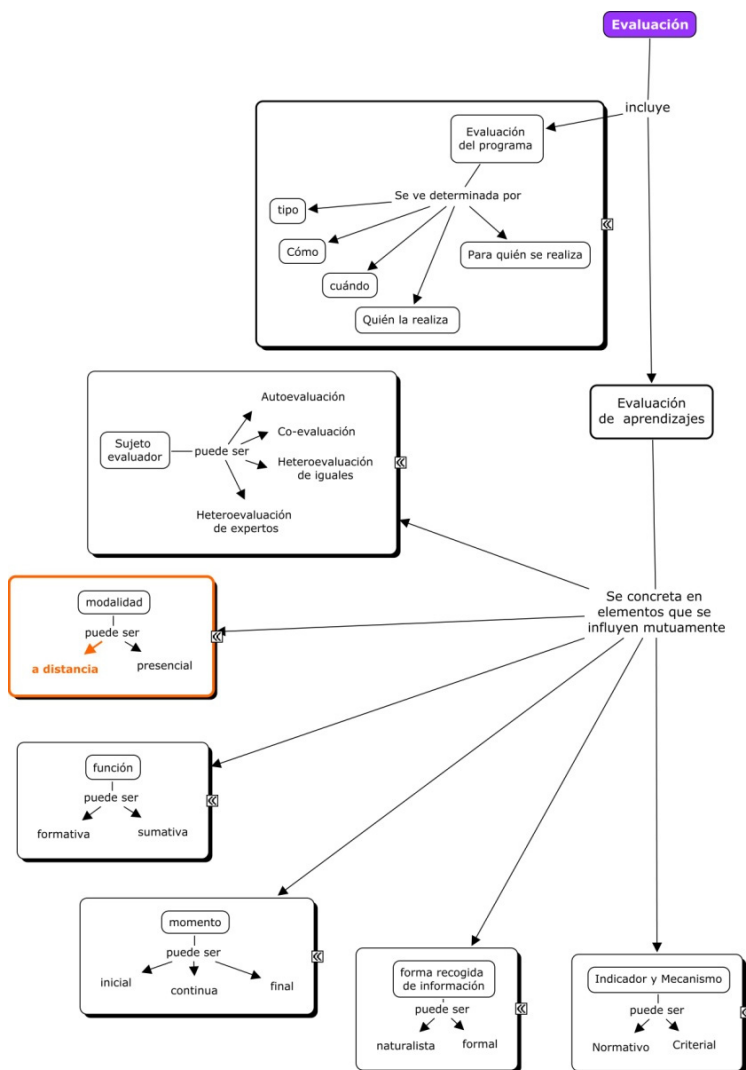 Evaluación
incluye
Evaluación
del programa
Se ve determinada por
tipo
Cómo
cuándo
Quién la realiza
Para quién se realiza
Evaluación
de aprendizajes
Se concreta en
elementos que se
influyen mutuamente
Sujeto
evaluador
puede ser
Autoevaluación
Co-evaluación
Heteroevaluación
de iguales
Heteroevaluación
de expertos
modalidad
puede ser
a distancia
presencial
función
puede ser
formativa
sumativa
momento
puede ser
inicial
continua
final
forma recogida
de información
puede ser
naturalista
formal
Indicador y Mecanismo
puede ser
Normativo
Criterial